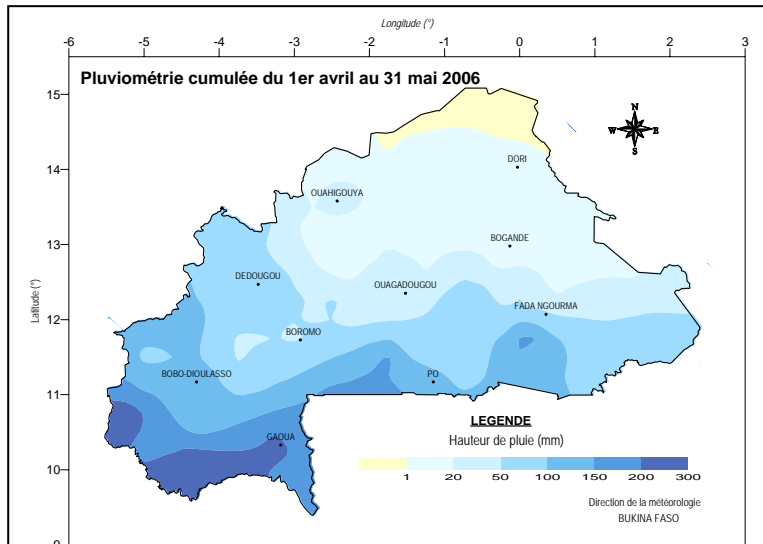 Longitude (°)
-6 -5 -4 -3 -2 -1 0 1 2 3
Pluviométrie cumulée du 1er avril au 31 mai 2006
15
N
W E
S
14
DORI
OUAHIGOUYA
13
BOGANDE
DEDOUGOU
OUAGADOUGOU
Latitude (°)
FADA NGOURMA
12
BOROMO
BOBO-DIOULASSO
PO
11
LEGENDE
GAOUA
Hauteur de pluie (mm)
10
1 20 50 100 150 200 300
Direction de la météorologie
BUKINA FASO
9